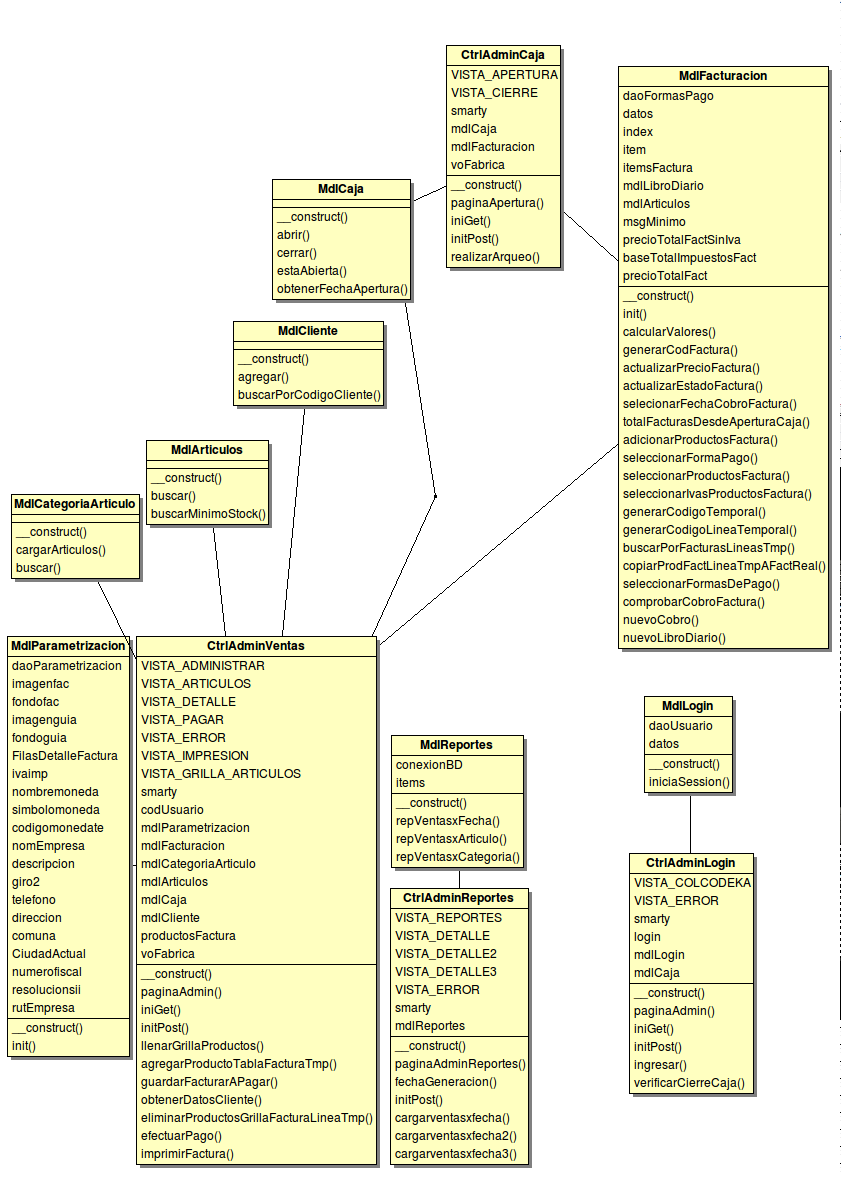 CtrlAdminCaja
VISTA_APERTURA
VISTA_CIERRE
smarty
mdlCaja
mdlFacturacion
voFabrica
__construct()
paginaApertura()
iniGet()
initPost()
realizarArqueo()
MdlFacturacion
daoFormasPago
datos
index
item
itemsFactura
mdlLibroDiario
mdlArticulos
msgMinimo
precioTotalFactSinIva
baseTotalImpuestosFact
precioTotalFact
__construct()
init()
calcularValores()
generarCodFactura()
actualizarPrecioFactura()
actualizarEstadoFactura()
selecionarFechaCobroFactura()
totalFacturasDesdeAperturaCaja()
adicionarProductosFactura()
seleccionarFormaPago()
seleccionarProductosFactura()
seleccionarIvasProductosFactura()
generarCodigoTemporal()
generarCodigoLineaTemporal()
buscarPorFacturasLineasTmp()
copiarProdFactLineaTmpAFactReal()
seleccionarFormasDePago()
comprobarCobroFactura()
nuevoCobro()
nuevoLibroDiario()
MdlCaja
__construct()
abrir()
cerrar()
estaAbierta()
obtenerFechaApertura()
MdlCliente
__construct()
agregar()
buscarPorCodigoCliente()
MdlArticulos
__construct()
buscar()
buscarMinimoStock()
MdlCategoriaArticulo
__construct()
cargarArticulos()
buscar()
MdlParametrizacion
daoParametrizacion
imagenfac
fondofac
imagenguia
fondoguia
FilasDetalleFactura
ivaimp
nombremoneda
simbolomoneda
codigomonedate
nomEmpresa
descripcion
giro2
telefono
direccion
comuna
CiudadActual
numerofiscal
resolucionsii
rutEmpresa
__construct()
init()
CtrlAdminVentas
VISTA_ADMINISTRAR
VISTA_ARTICULOS
VISTA_DETALLE
VISTA_PAGAR
VISTA_ERROR
VISTA_IMPRESION
VISTA_GRILLA_ARTICULOS
smarty
codUsuario
mdlParametrizacion
mdlFacturacion
mdlCategoriaArticulo
mdlArticulos
mdlCaja
mdlCliente
productosFactura
voFabrica
__construct()
paginaAdmin()
iniGet()
initPost()
llenarGrillaProductos()
agregarProductoTablaFacturaTmp()
guardarFacturarAPagar()
obtenerDatosCliente()
eliminarProductosGrillaFacturaLineaTmp()
efectuarPago()
imprimirFactura()
MdlReportes
conexionBD
items
__construct()
repVentasxFecha()
repVentasxArticulo()
repVentasxCategoria()
CtrlAdminReportes
VISTA_REPORTES
VISTA_DETALLE
VISTA_DETALLE2
VISTA_DETALLE3
VISTA_ERROR
smarty
mdlReportes
__construct()
paginaAdminReportes()
fechaGeneracion()
initPost()
cargarventasxfecha()
cargarventasxfecha2()
cargarventasxfecha3()
MdlLogin
daoUsuario
datos
__construct()
iniciaSession()
CtrlAdminLogin
VISTA_COLCODEKA
VISTA_ERROR
smarty
login
mdlLogin
mdlCaja
__construct()
paginaAdmin()
iniGet()
initPost()
ingresar()
verificarCierreCaja()